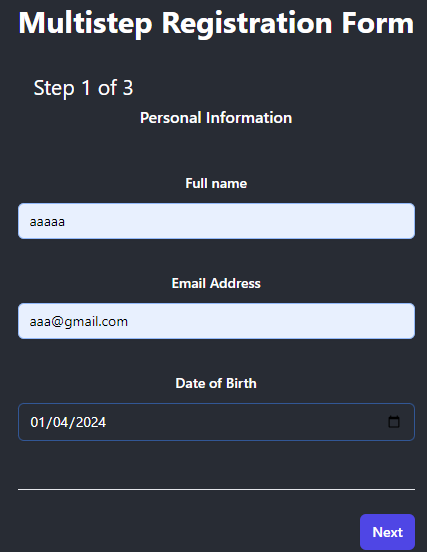 Multistep Registration Form
Step 1 of 3
Personal Information
Full name
aaaaa
Email Address
aaa@gmail.com
Date of Birth
01/04/2024
Next